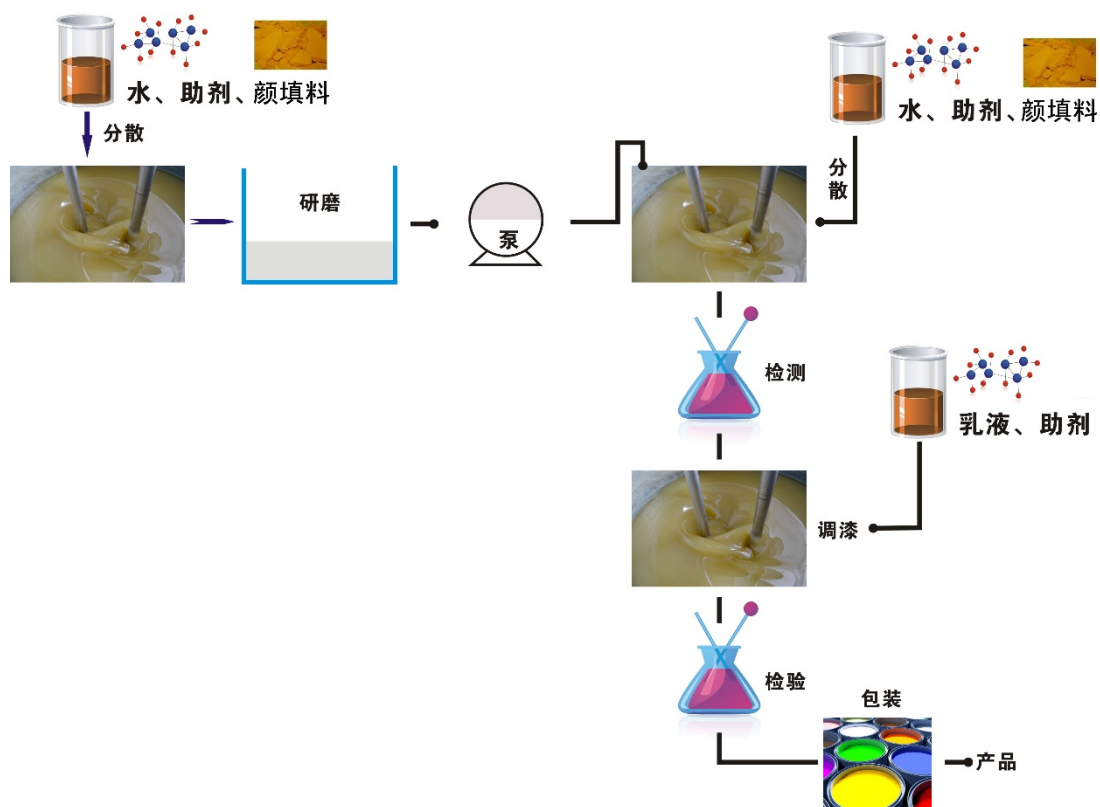 水、助剂、颜填料
分散
研磨
泵
水、助剂、颜填料
分散
检测
乳液、助剂
调漆
检验
包装
产品